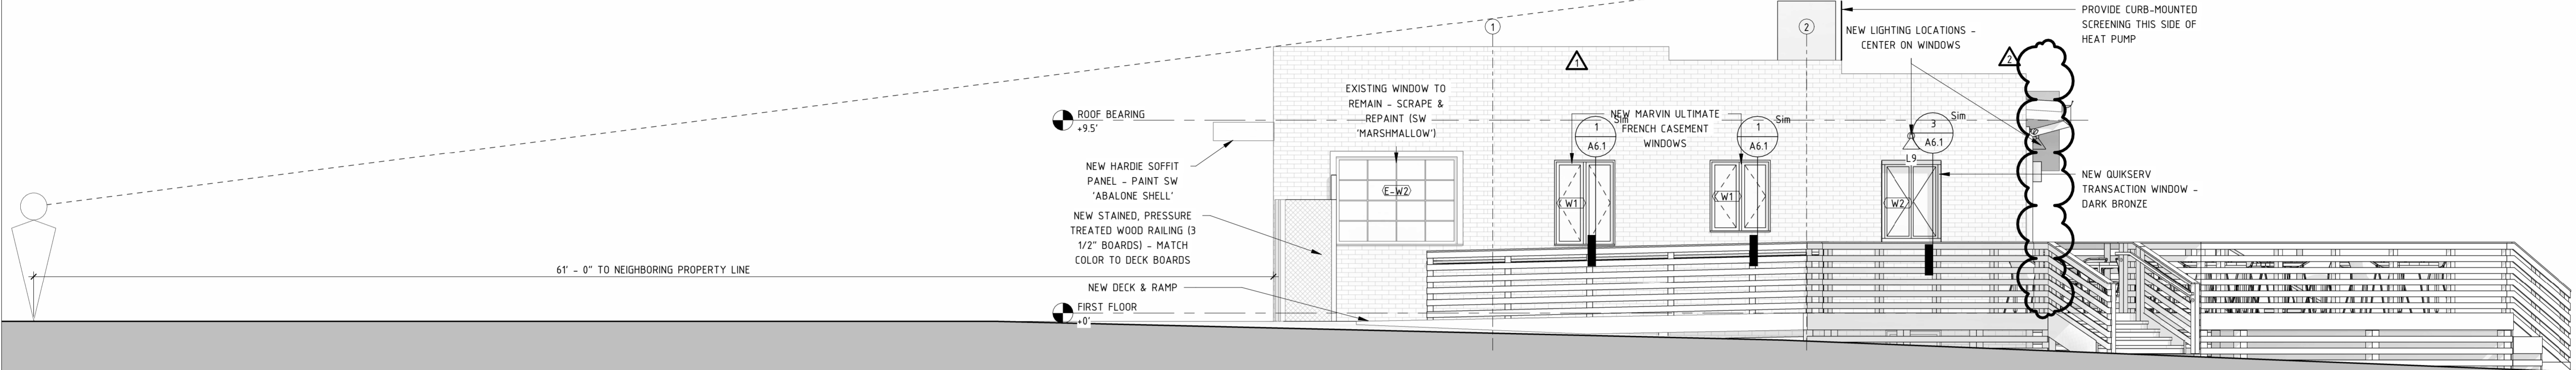 PROVIDE CURB-MOUNTED
SCREENING THIS SIDE OF
HEAT PUMP
1
2
NEW LIGHTING LOCATIONS -
CENTER ON WINDOWS
1
2
EXISTING WINDOW TO
REMAIN - SCRAPE &
REPAINT (SW
'MARSHMALLOW')
ROOF BEARING
+9.5'
NEW MARVIN ULTIMATE
FRENCH CASEMENT
WINDOWS
1
A6.1
Sim
1
A6.1
Sim
3
A6.1
Sim
L9
NEW HARDIE SOFFIT
PANEL - PAINT SW
'ABALONE SHELL'
E-W2
W1
W1
W2
NEW QUIKSERV
TRANSACTION WINDOW -
DARK BRONZE
NEW STAINED, PRESSURE
TREATED WOOD RAILING (3
1/2" BOARDS) - MATCH
COLOR TO DECK BOARDS
61' - 0" TO NEIGHBORING PROPERTY LINE
NEW DECK & RAMP
FIRST FLOOR
+0'